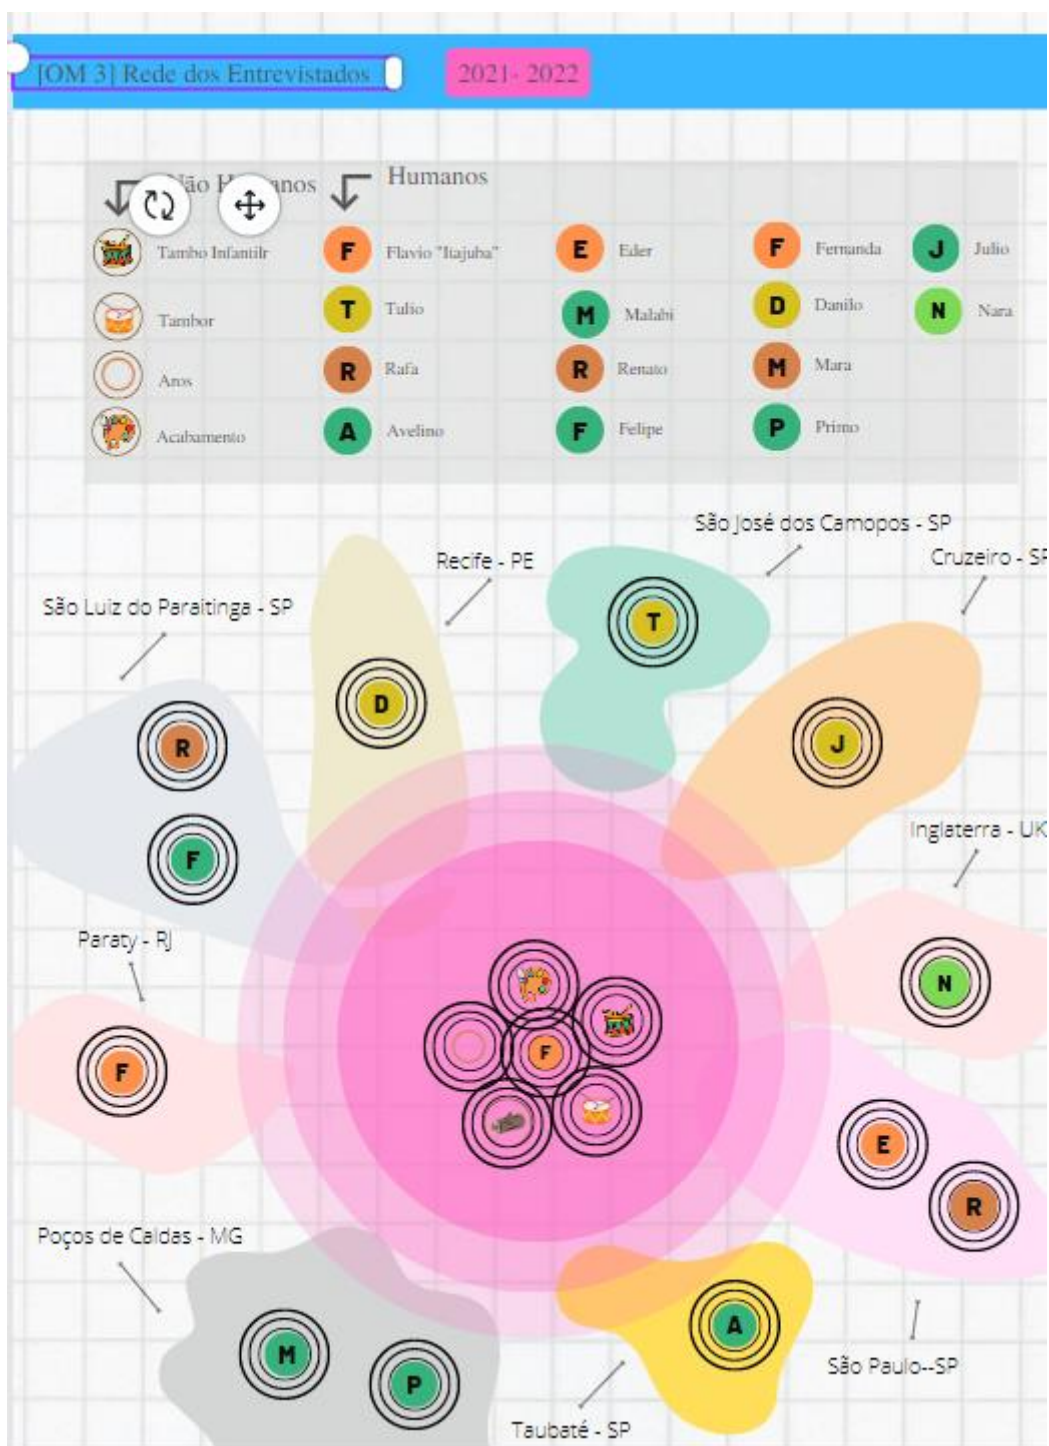 [OM 3] Rede dos Entrevistados
2021- 2022
Não Humanos
Humanos
Tambo Infantilr
F Flavio "Itajuba"
E Eder
F Fernanda
J Julio
Tambor
T Tulio
M Malabi
D Danilo
N Nara
Aros
R Rafa
R Renato
M Mara
Acabamento
A Avelino
F Felipe
P Primo
São José dos Camopos - SP
Recife - PE
Cruzeiro - SP
São Luiz do Paraitinga - SP
T
D
R
J
Inglaterra - UK
F
Paraty - RJ
N
F
F
E
R
Poços de Caldas - MG
A
M
P
São Paulo--SP
Taubaté - SP